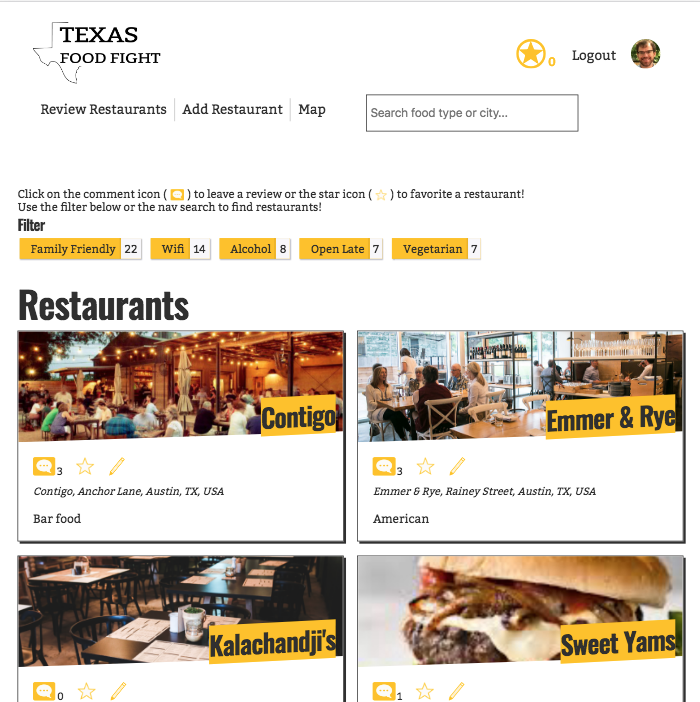 TEXAS
FOOD FIGHT
0
Logout
Review Restaurants
Add Restaurant
Map
Search food type or city...
Click on the comment icon ( ) to leave a review or the star icon ( ) to favorite a restaurant!
Use the filter below or the nav search to find restaurants!
Filter
Family Friendly 22
Wifi 14
Alcohol 8
Open Late 7
Vegetarian 7
Restaurants
Contigo
3
Contigo, Anchor Lane, Austin, TX, USA
Bar food
Emmer & Rye
3
Emmer & Rye, Rainey Street, Austin, TX, USA
American
Kalachandji's
0
Sweet Yams
1